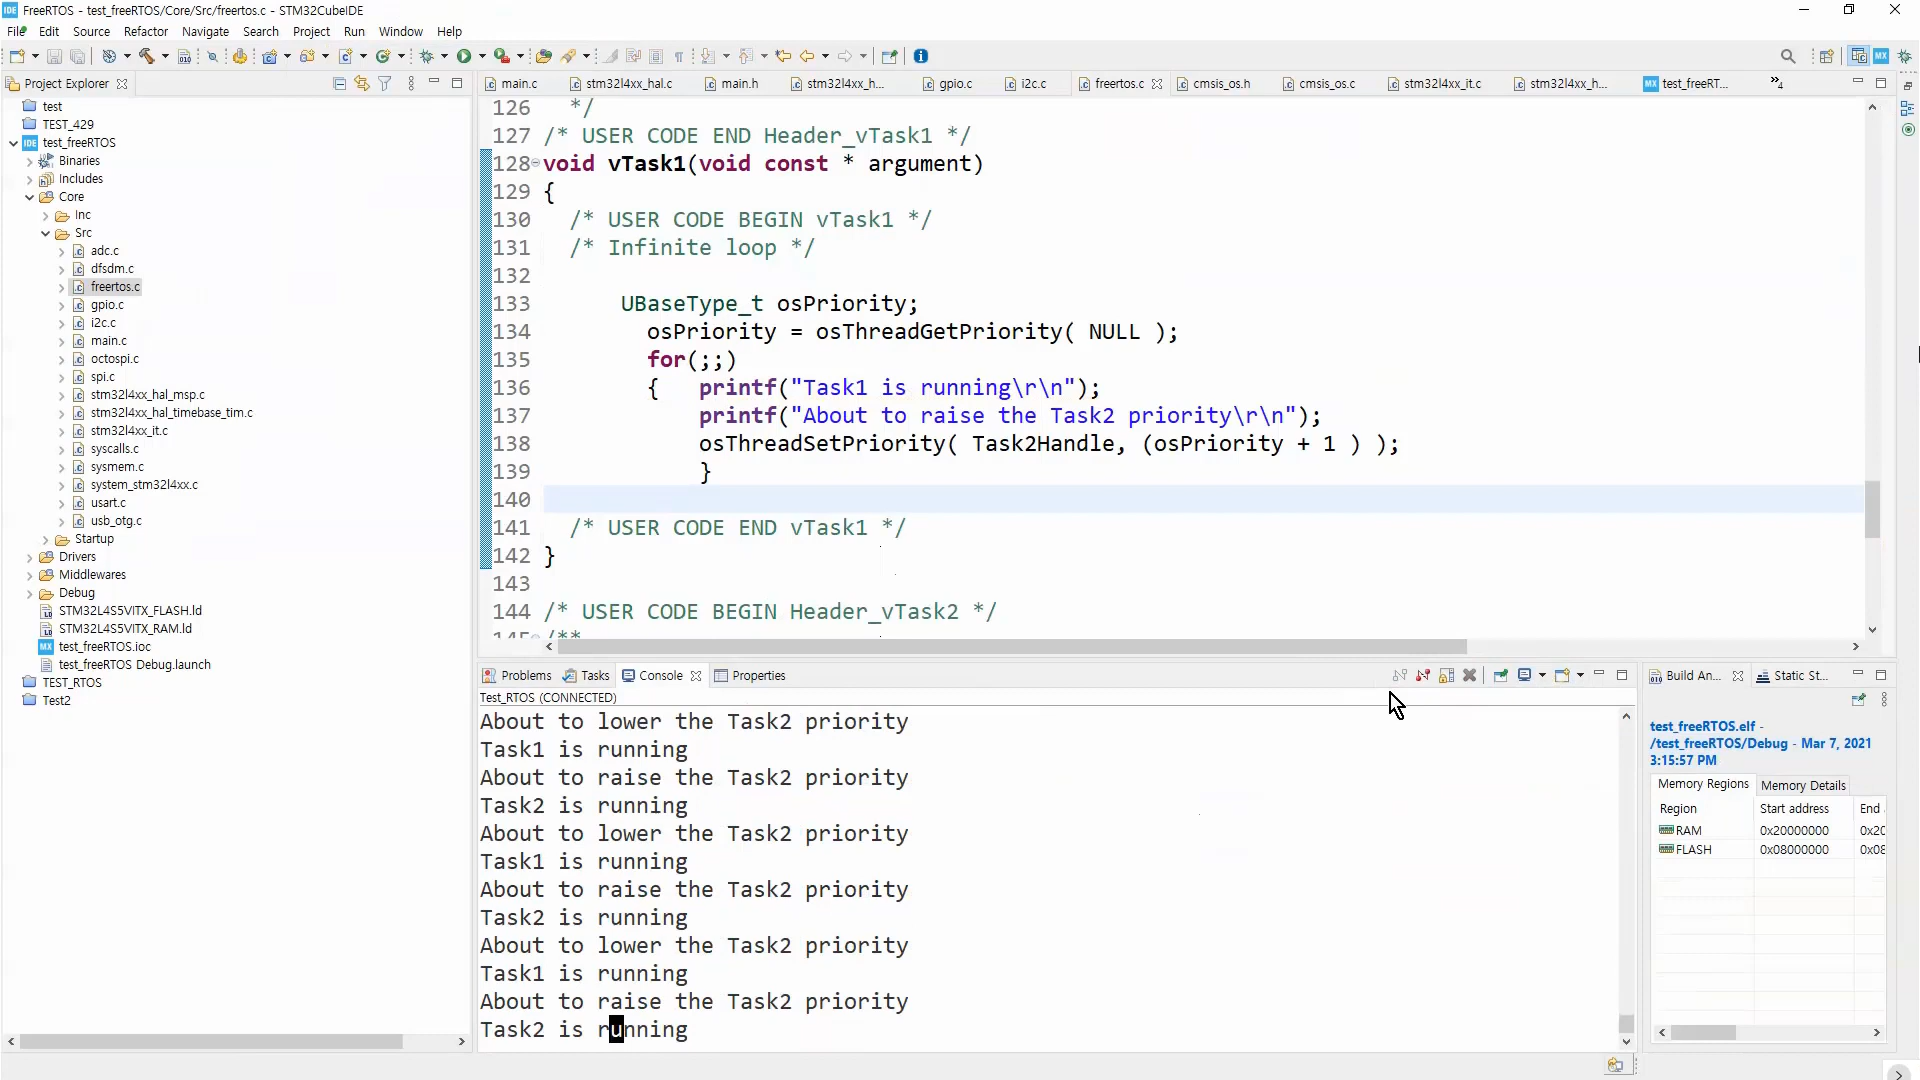 FreeRTOS - test_freeRTOS/Core/Src/freertos.c - STM32CubeIDE
File Edit Source Refactor Navigate Search Project Run Window Help
Project Explorer
main.c stm32l4xx_hal.c main.h stm32l4xx_h... gpio.c i2c.c freertos.c cmsis_os.h cmsis_os.c stm32l4xx_it.c stm32l4xx_h... test_freeRT... 4
test
TEST_429
test_freeRTOS
Binaries
Includes
Core
Inc
Src
adc.c
dfsdm.c
freertos.c
gpio.c
i2c.c
main.c
octospi.c
spi.c
stm32l4xx_hal_msp.c
stm32l4xx_hal_timebase_tim.c
stm32l4xx_it.c
syscalls.c
sysmem.c
system_stm32l4xx.c
usart.c
usb_otg.c
Startup
Drivers
Middlewares
Debug
STM32L4S5VITX_FLASH.ld
STM32L4S5VITX_RAM.ld
test_freeRTOS.ioc
test_freeRTOS Debug.launch
TEST_RTOS
Test2
126 */
127 /* USER CODE END Header_vTask1 */
128 void vTask1(void const * argument)
129 {
130 /* USER CODE BEGIN vTask1 */
131 /* Infinite loop */
132
133 UBaseType_t osPriority;
134 osPriority = osThreadGetPriority( NULL );
135 for(;;)
136 { printf("Task1 is running\r\n");
137 printf("About to raise the Task2 priority\r\n");
138 osThreadSetPriority( Task2Handle, (osPriority + 1 ) );
139 }
140
141 /* USER CODE END vTask1 */
142 }
143
144 /* USER CODE BEGIN Header_vTask2 */
145 /**
Problems Tasks Console Properties
Test_RTOS (CONNECTED)
About to lower the Task2 priority
Task1 is running
About to raise the Task2 priority
Task2 is running
About to lower the Task2 priority
Task1 is running
About to raise the Task2 priority
Task2 is running
About to lower the Task2 priority
Task1 is running
About to raise the Task2 priority
Task2 is running
Build An... Static St...
test_freeRTOS.elf -
/test_freeRTOS/Debug - Mar 7, 2021
3:15:57 PM
Memory Regions Memory Details
Region Start address End
RAM 0x20000000 0x20
FLASH 0x08000000 0x08